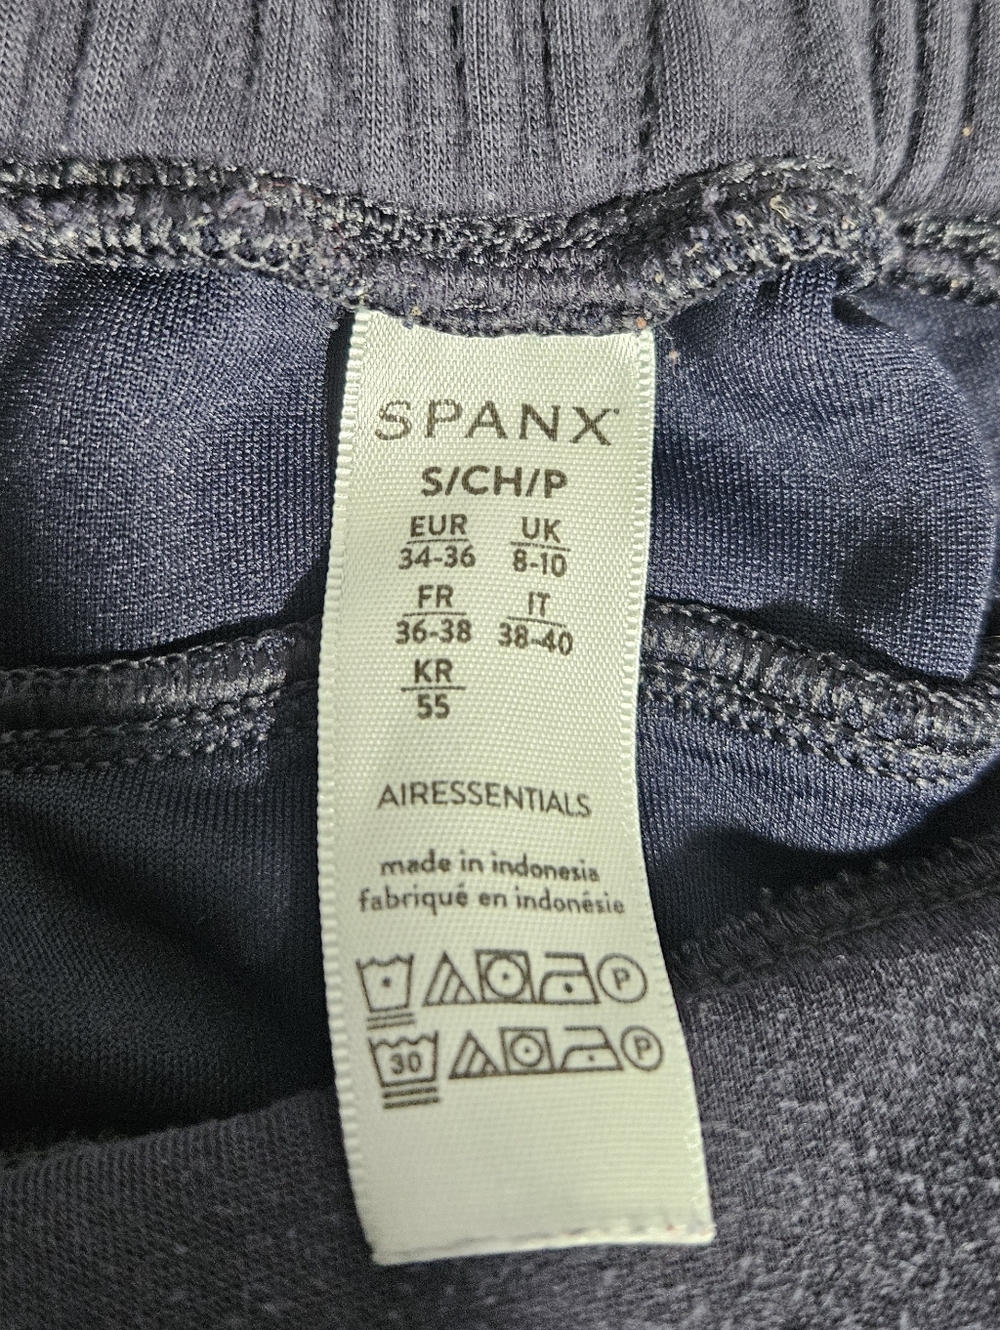 SPANX
S/CH/P
EUR UK
34-36 8-10
FR IT
36-38 38-40
KR
55
AIRESSENTIALS
made in indonesia
fabriqué en indonésie
P
30 P